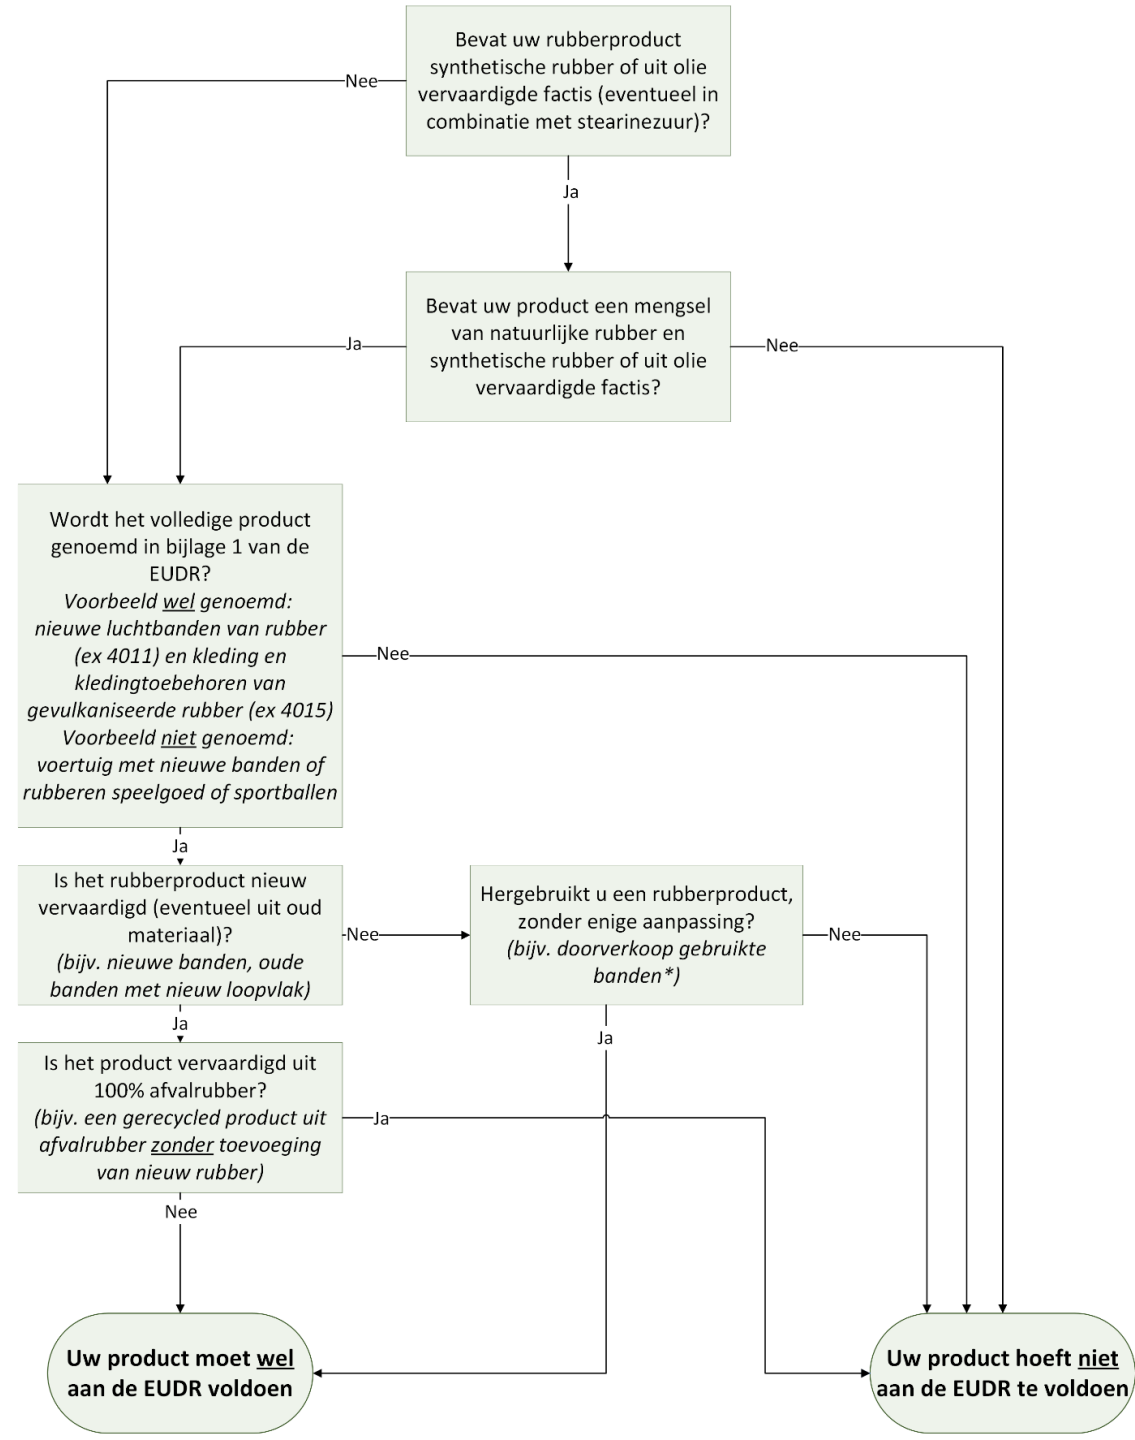 Bevat uw rubberproduct
synthetische rubber of uit olie
vervaardigde factis (eventueel in
combinatie met stearinezuur)?
Nee
Ja
Bevat uw product een mengsel
van natuurlijke rubber en
synthetische rubber of uit olie
vervaardigde factis?
Ja
Nee
Wordt het volledige product
genoemd in bijlage 1 van de
EUDR?
Voorbeeld wel genoemd:
nieuwe luchtbanden van rubber
(ex 4011) en kleding en
kledingtoebehoren van
gevulkaniseerde rubber (ex 4015)
Voorbeeld niet genoemd:
voertuig met nieuwe banden of
rubberen speelgoed of sportballen
Nee
Ja
Is het rubberproduct nieuw
vervaardigd (eventueel uit oud
materiaal)?
(bijv. nieuwe banden, oude
banden met nieuw loopvlak)
Nee
Hergebruikt u een rubberproduct,
zonder enige aanpassing?
(bijv. doorverkoop gebruikte
banden*)
Nee
Ja
Ja
Is het product vervaardigd uit
100% afvalrubber?
(bijv. een gerecycled product uit
afvalrubber zonder toevoeging
van nieuw rubber)
Ja
Nee
Uw product moet wel
aan de EUDR voldoen
Uw product hoeft niet
aan de EUDR te voldoen